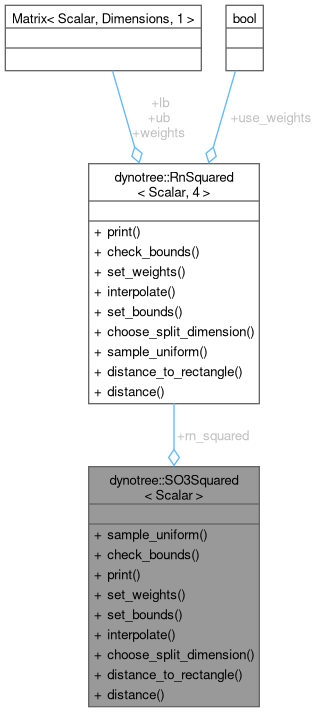 Matrix< Scalar, Dimensions, 1 >
bool
+lb
+ub
+weights
+use_weights
dynotree::RnSquared
< Scalar, 4 >
+ print()
+ check_bounds()
+ set_weights()
+ interpolate()
+ set_bounds()
+ choose_split_dimension()
+ sample_uniform()
+ distance_to_rectangle()
+ distance()
+rn_squared
dynotree::SO3Squared
< Scalar >
+ sample_uniform()
+ check_bounds()
+ print()
+ set_weights()
+ set_bounds()
+ interpolate()
+ choose_split_dimension()
+ distance_to_rectangle()
+ distance()